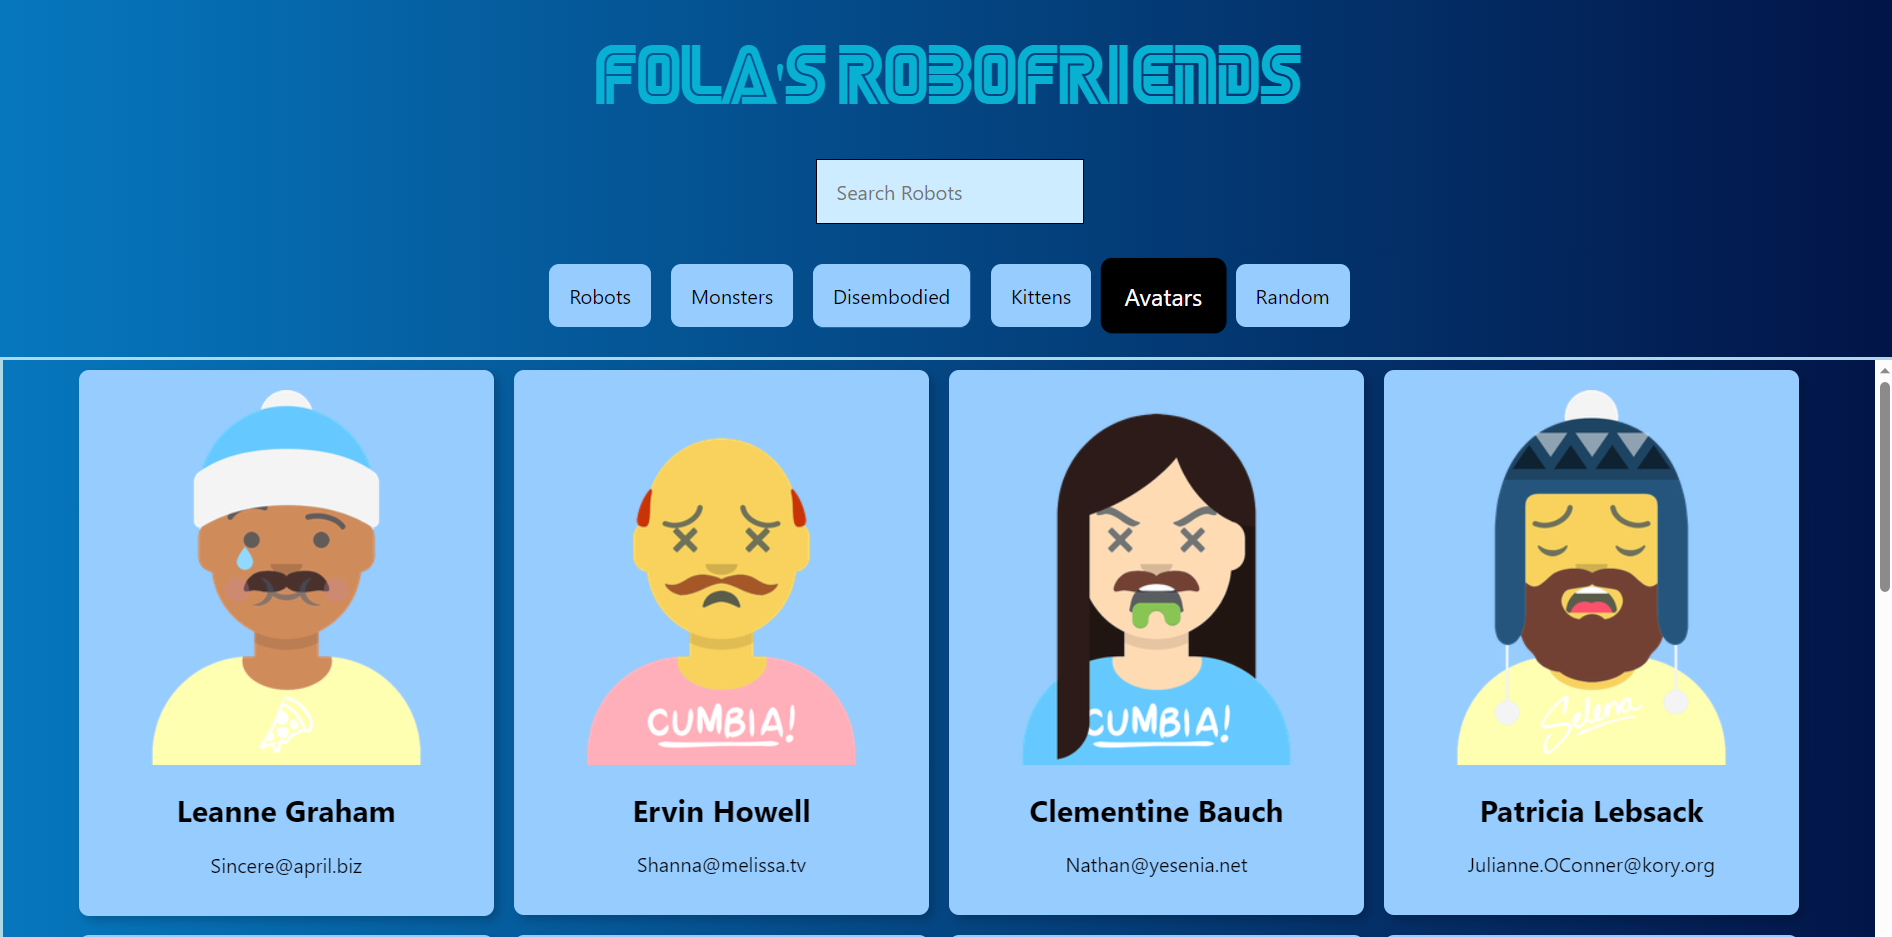 FOLA'S ROBOFRIENDS
Search Robots
Robots Monsters Disembodied Kittens Avatars Random
CUMBIA! CUMBIA! Selena
Leanne Graham Ervin Howell Clementine Bauch Patricia Lebsack
Sincere@april.biz Shanna@melissa.tv Nathan@yesenia.net Julianne.OConner@kory.org